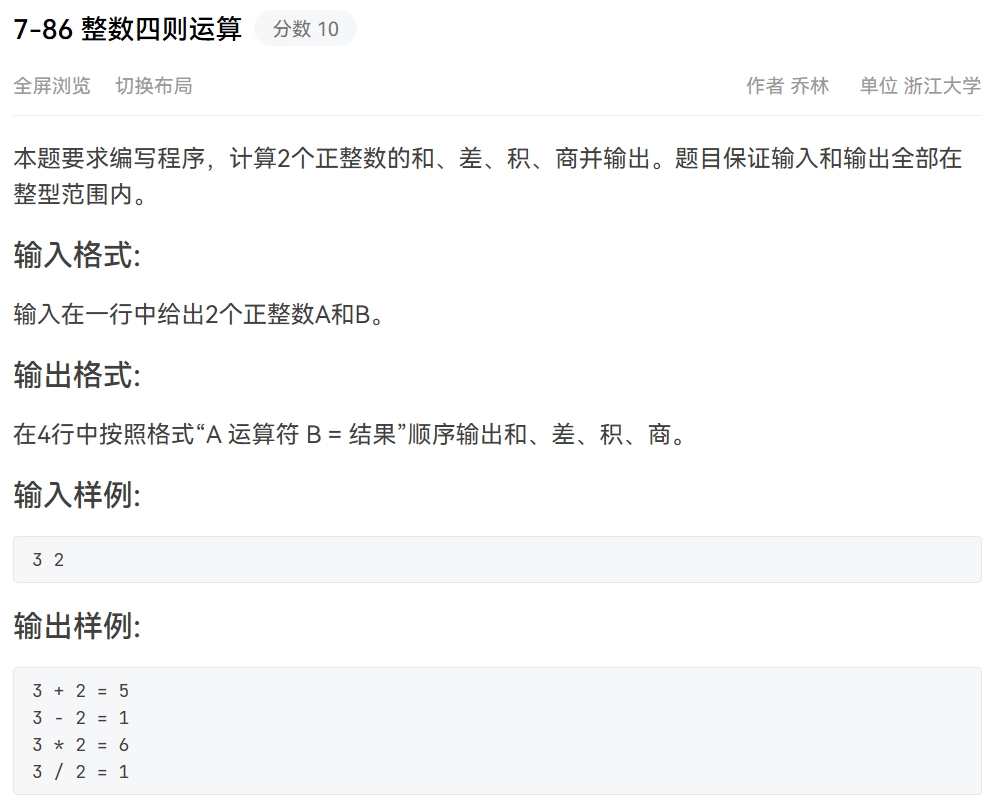 7-86 整数四则运算 分数 10
全屏浏览 切换布局 作者 乔林 单位 浙江大学
本题要求编写程序，计算2个正整数的和、差、积、商并输出。题目保证输入和输出全部在
整型范围内。
输入格式:
输入在一行中给出2个正整数A和B。
输出格式:
在4行中按照格式“A 运算符 B = 结果”顺序输出和、差、积、商。
输入样例:
3 2
输出样例:
3 + 2 = 5
3 - 2 = 1
3 * 2 = 6
3 / 2 = 1